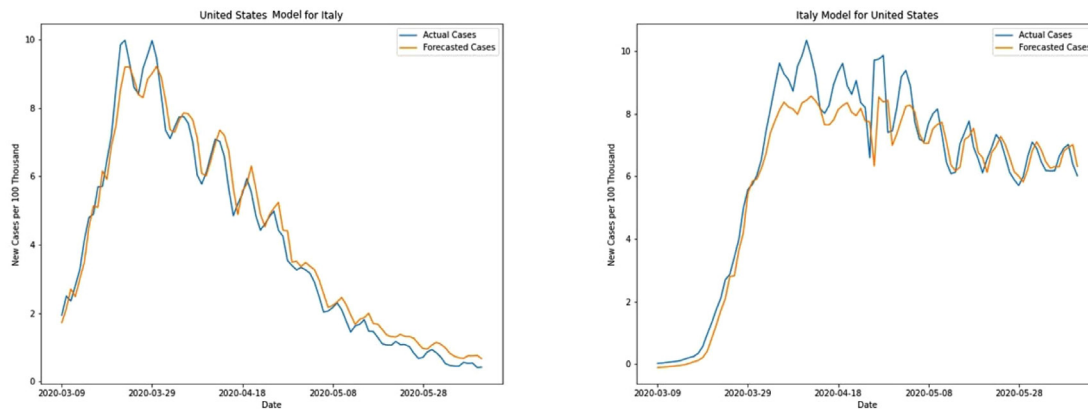 United States Model for Italy
Actual Cases
Forecasted Cases
New Cases per 100 Thousand
10
8
6
4
2
0
2020-03-09
2020-03-29
2020-04-18
2020-05-08
2020-05-28
Date
Italy Model for United States
Actual Cases
Forecasted Cases
New Cases per 100 Thousand
10
8
6
4
2
0
2020-03-09
2020-03-29
2020-04-18
2020-05-08
2020-05-28
Date